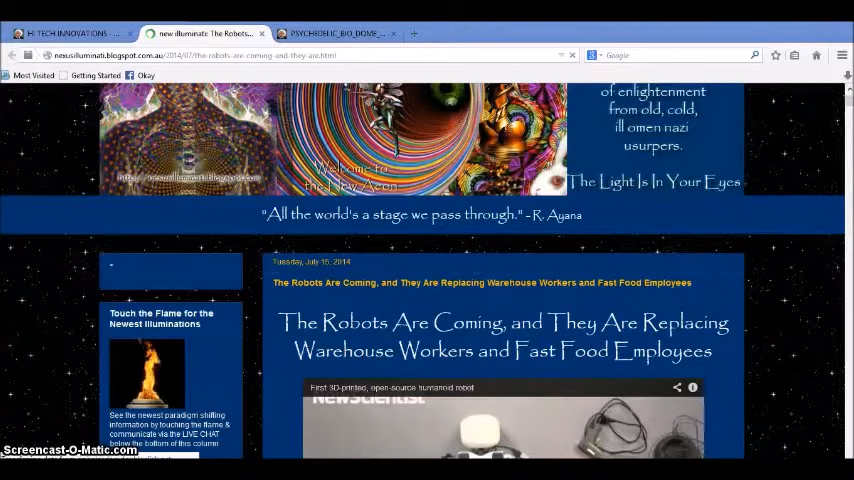 HI TECH INNOVATIONS - ...
new illuminati: The Robots...
PSYCHEDELIC_BIO_DOME_...
nexusilluminati.blogspot.com.au/2014/07/the-robots-are-coming-and-they-are.html
Google
Most Visited
Getting Started
Okay
of enlightenment
from old, cold,
ill omen nazi
usurpers.
The Light Is In Your Eyes
Welcome to
the New Aeon
https://nexusilluminati.blogspot.com
"All the world's a stage we pass through." - R. Ayana
Tuesday, July 15, 2014
The Robots Are Coming, and They Are Replacing Warehouse Workers and Fast Food Employees
Touch the Flame for the
Newest Illuminations
The Robots Are Coming, and They Are Replacing
Warehouse Workers and Fast Food Employees
First 3D-printed, open-source humanoid robot
NewScientist
See the newest paradigm shifting
information by touching the flame &
communicate via the LIVE CHAT
below the bottom of this column
Screencast-O-Matic.com